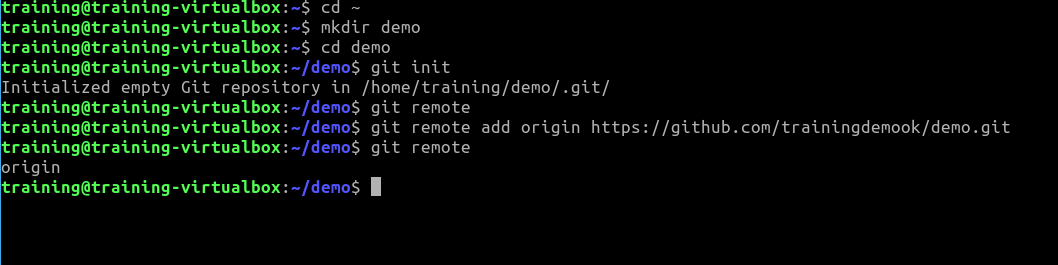 training@training-virtualbox:~$ cd ~
training@training-virtualbox:~$ mkdir demo
training@training-virtualbox:~$ cd demo
training@training-virtualbox:~/demo$ git init
Initialized empty Git repository in /home/training/demo/.git/
training@training-virtualbox:~/demo$ git remote
training@training-virtualbox:~/demo$ git remote add origin https://github.com/trainingdemook/demo.git
training@training-virtualbox:~/demo$ git remote
origin
training@training-virtualbox:~/demo$